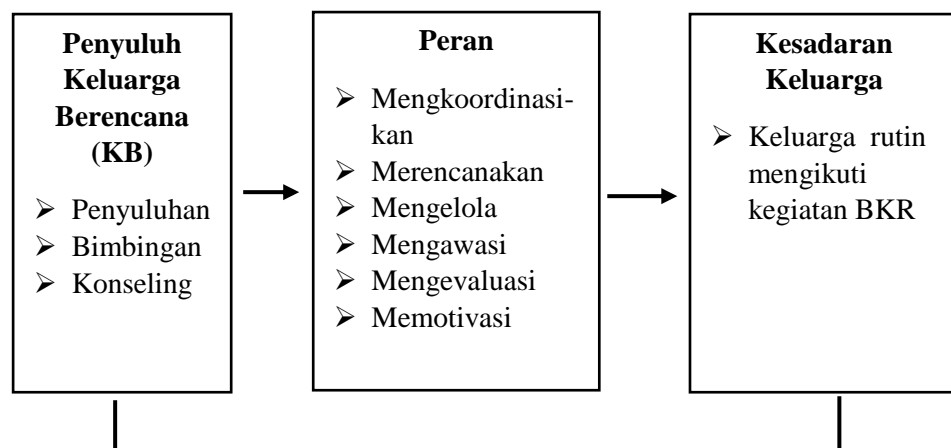 Penyuluh
Keluarga
Berencana
(KB)
➢ Penyuluhan
➢ Bimbingan
➢ Konseling
Peran
➢ Mengkoordinasi-
kan
➢ Merencanakan
➢ Mengelola
➢ Mengawasi
➢ Mengevaluasi
➢ Memotivasi
Kesadaran
Keluarga
➢ Keluarga rutin
mengikuti
kegiatan BKR